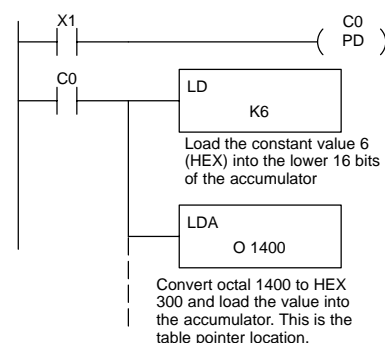 X1
C0
PD
C0
LD
K6
Load the constant value 6
(HEX) into the lower 16 bits
of the accumulator
LDA
O 1400
Convert octal 1400 to HEX
300 and load the value into
the accumulator. This is the
table pointer location.